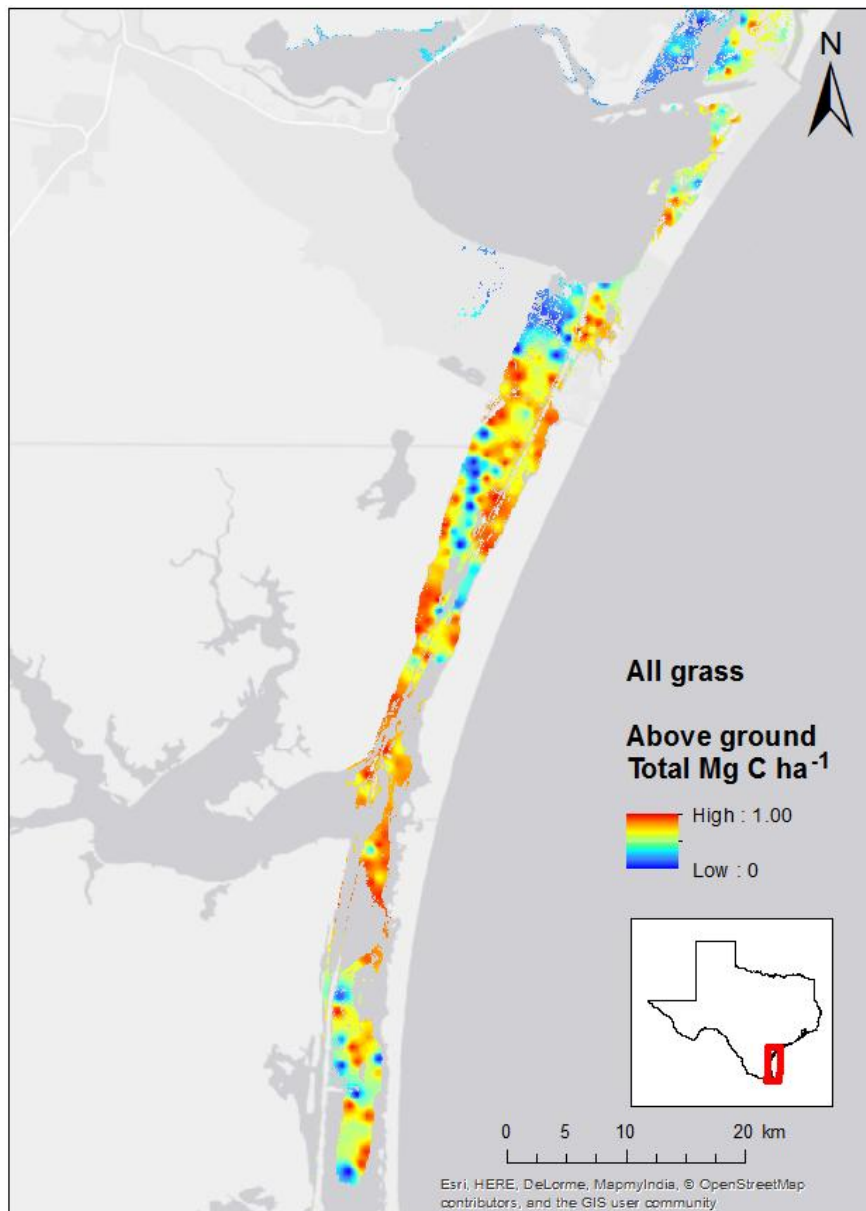 N
All grass
Above ground
Total Mg C ha⁻¹
High : 1.00
Low : 0
0 5 10 20 km
Esri, HERE, DeLorme, MapmyIndia, © OpenStreetMap
contributors, and the GIS user community